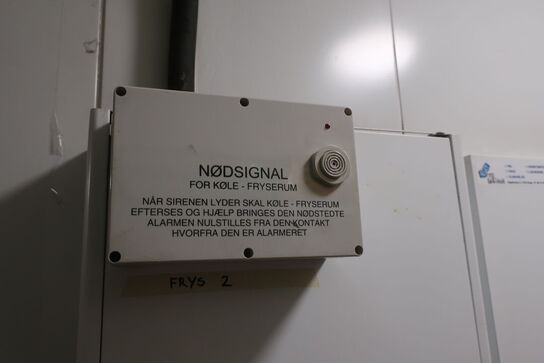 NØDSIGNAL
FOR KØLE - FRYSERUM
NÅR SIRENEN LYDER SKAL KØLE - FRYSERUM
EFTERSES OG HJÆLP BRINGES DEN NØDSTEDTE
ALARMEN NULSTILLES FRA DEN KONTAKT
HVORFRA DEN ER ALARMERET
FRYS 2